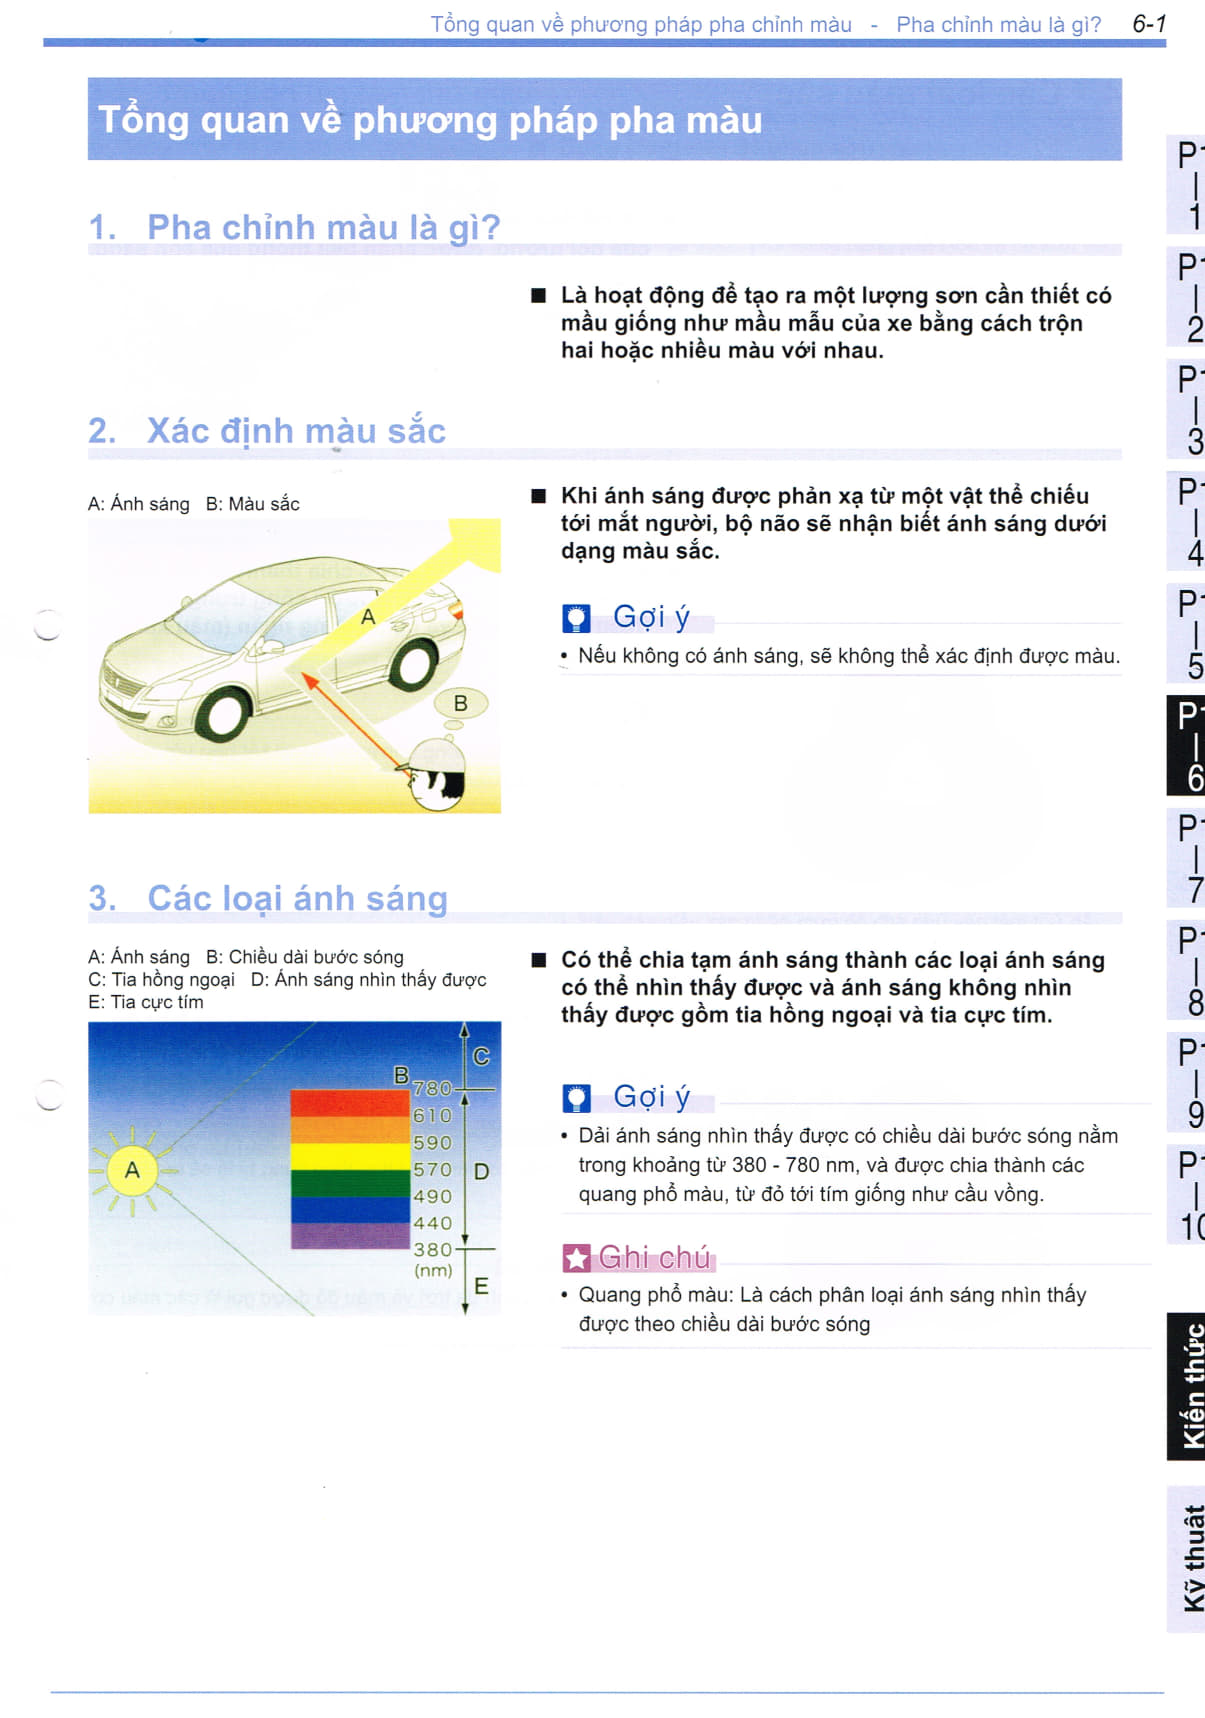 Tổng quan về phương pháp pha chỉnh màu - Pha chỉnh màu là gì? 6-1
Tổng quan về phương pháp pha màu
1. Pha chỉnh màu là gì?
■ Là hoạt động để tạo ra một lượng sơn cần thiết có
mầu giống như mầu mẫu của xe bằng cách trộn
hai hoặc nhiều màu với nhau.
2. Xác định màu sắc
A: Ánh sáng B: Màu sắc
A
B
■ Khi ánh sáng được phản xạ từ một vật thể chiếu
tới mắt người, bộ não sẽ nhận biết ánh sáng dưới
dạng màu sắc.
Gợi ý
• Nếu không có ánh sáng, sẽ không thể xác định được màu.
3. Các loại ánh sáng
A: Ánh sáng B: Chiều dài bước sóng
C: Tia hồng ngoại D: Ánh sáng nhìn thấy được
E: Tia cực tím
C
B
780
610
590
A
570
D
490
440
380
(nm)
E
■ Có thể chia tạm ánh sáng thành các loại ánh sáng
có thể nhìn thấy được và ánh sáng không nhìn
thấy được gồm tia hồng ngoại và tia cực tím.
Gợi ý
• Dải ánh sáng nhìn thấy được có chiều dài bước sóng nằm
trong khoảng từ 380 - 780 nm, và được chia thành các
quang phổ màu, từ đỏ tới tím giống như cầu vồng.
Ghi chú
• Quang phổ màu: Là cách phân loại ánh sáng nhìn thấy
được theo chiều dài bước sóng
P1
1
P1
2
P1
3
P1
4
P1
5
P1
6
P1
7
P1
8
P1
9
P1
10
Kiến thức
Kỹ thuật